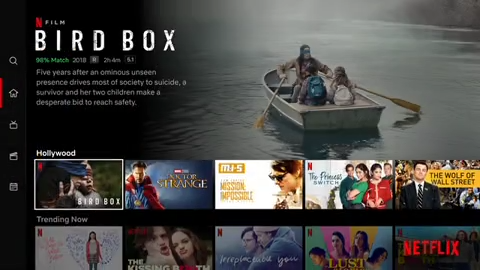 N FILM
BIRD BOX
98% Match 2018 R 2h 4m 5.1
Five years after an ominous unseen
presence drives most of society to suicide, a
survivor and her two children make a
desperate bid to reach safety.
Hollywood
BIRD BOX
DOCTOR
STRANGE
M:I-5
MISSION:
IMPOSSIBLE
The Princess
SWITCH
THE WOLF OF
WALL STREET
Trending Now
THE
KISSING BOOTH
Irreplaceable you
LUST
NETFLIX